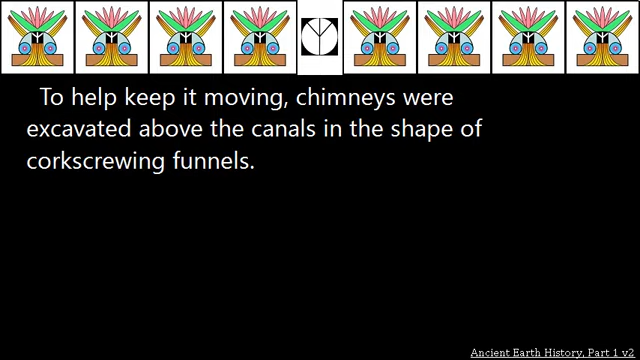 To help keep it moving, chimneys were
excavated above the canals in the shape of
corkscrewing funnels.
Ancient Earth History, Part 1 v2